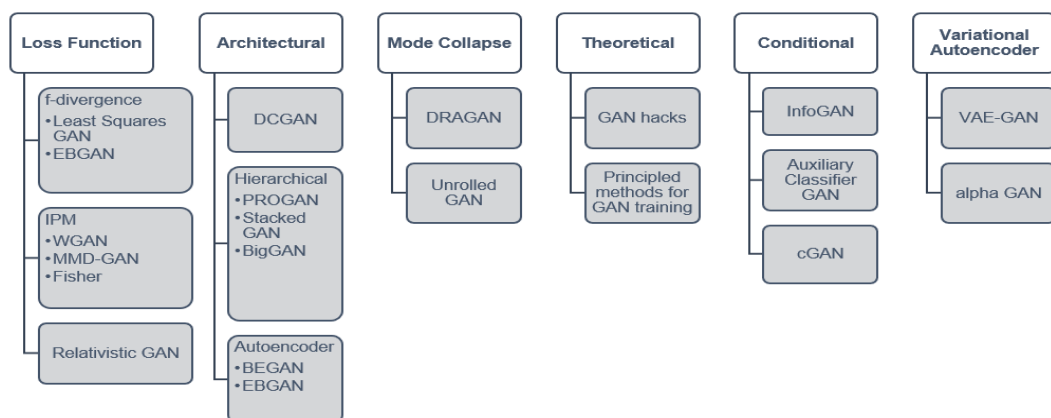 Loss Function
f-divergence
•Least Squares
GAN
•EBGAN
IPM
•WGAN
•MMD-GAN
•Fisher
Relativistic GAN
Architectural
DCGAN
Hierarchical
•PROGAN
•Stacked
GAN
•BigGAN
Autoencoder
•BEGAN
•EBGAN
Mode Collapse
DRAGAN
Unrolled
GAN
Theoretical
GAN hacks
Principled
methods for
GAN training
Conditional
InfoGAN
Auxiliary
Classifier
GAN
cGAN
Variational
Autoencoder
VAE-GAN
alpha GAN